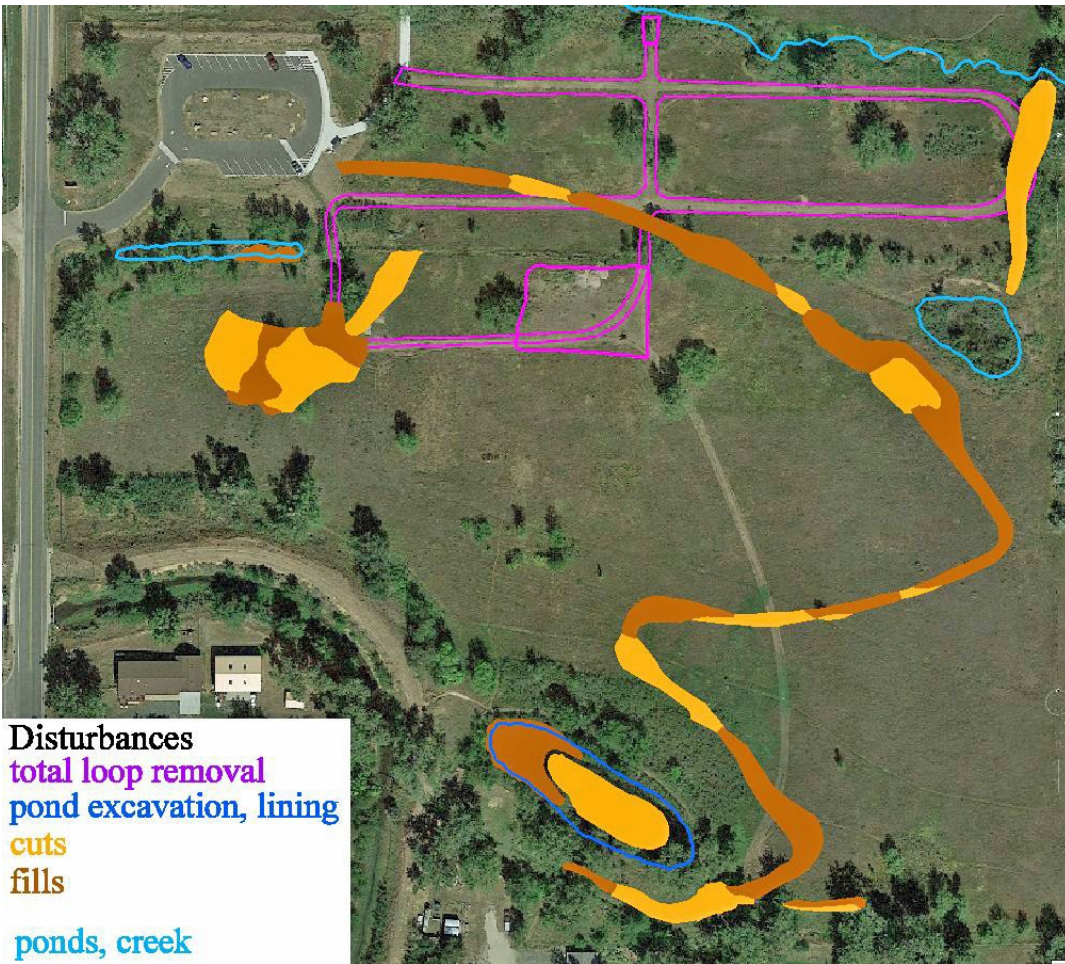 Disturbances
total loop removal
pond excavation, lining
cuts
fills
ponds, creek